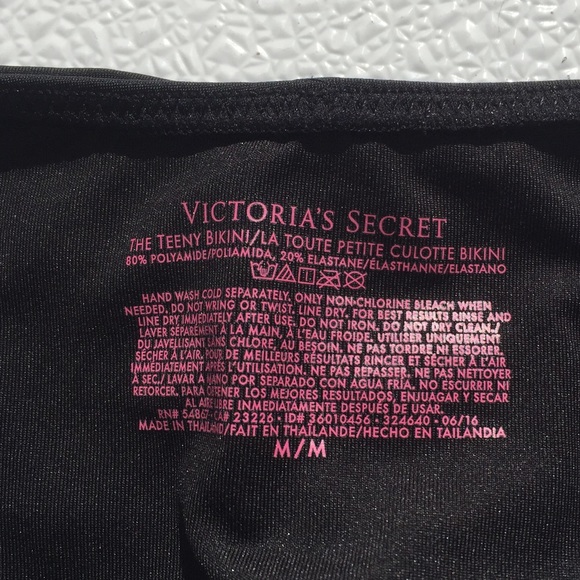 VICTORIA'S SECRET
THE TEENY BIKINI/LA TOUTE PETITE CULOTTE BIKINI
80% POLYAMIDE/POLIAMIDA, 20% ELASTANE/ÉLASTHANNE/ELASTANO
HAND WASH COLD SEPARATELY. ONLY NON-CHLORINE BLEACH WHEN
NEEDED. DO NOT WRING OR TWIST. LINE DRY. FOR BEST RESULTS RINSE AND
LINE DRY IMMEDIATELY AFTER USE. DO NOT IRON. DO NOT DRY CLEAN./
LAVER SÉPARÉMENT À LA MAIN, À L'EAU FROIDE. UTILISER UNIQUEMENT
DU JAVELLISANT SANS CHLORE, AU BESOIN. NE PAS TORDRE NI ESSORER.
SÉCHER À L'AIR. POUR DE MEILLEURS RÉSULTATS RINCER ET SÉCHER À L'AIR
IMMÉDIATEMENT APRÈS L'UTILISATION. NE PAS REPASSER. NE PAS NETTOYER
À SEC./ LAVAR A MANO POR SEPARADO CON AGUA FRÍA. NO ESCURRIR NI
RETORCER. PARA OBTENER LOS MEJORES RESULTADOS, ENJUAGAR Y SECAR
AL AIRE LIBRE INMEDIATAMENTE DESPUÉS DE USAR.
RN# 54867 • CA# 23226 • ID# 36010456 • 324640 • 06/16
MADE IN THAILAND/FAIT EN THAÏLANDE/HECHO EN TAILANDIA
M/M